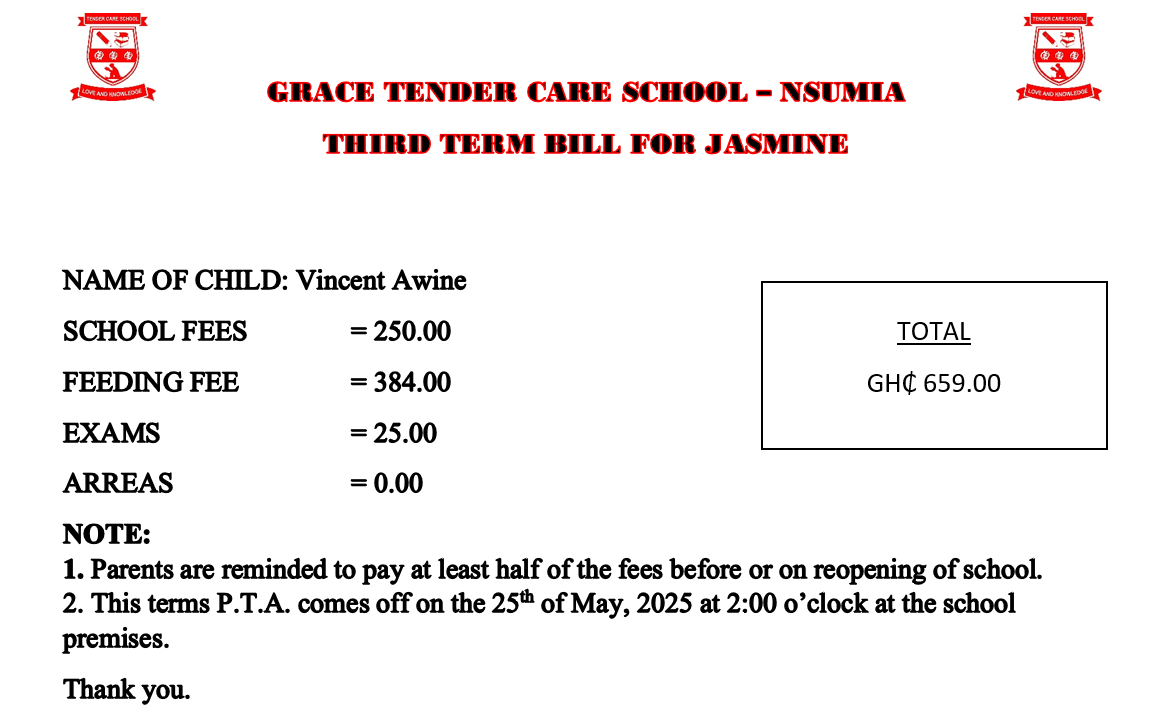 TENDER CARE SCHOOL
LOVE AND KNOWLEDGE
TENDER CARE SCHOOL
LOVE AND KNOWLEDGE
GRACE TENDER CARE SCHOOL – NSUMIA
THIRD TERM BILL FOR JASMINE
NAME OF CHILD: Vincent Awine
SCHOOL FEES = 250.00
FEEDING FEE = 384.00
EXAMS = 25.00
ARREAS = 0.00
TOTAL
GH₵ 659.00
NOTE:
1. Parents are reminded to pay at least half of the fees before or on reopening of school.
2. This terms P.T.A. comes off on the 25th of May, 2025 at 2:00 o’clock at the school
premises.
Thank you.